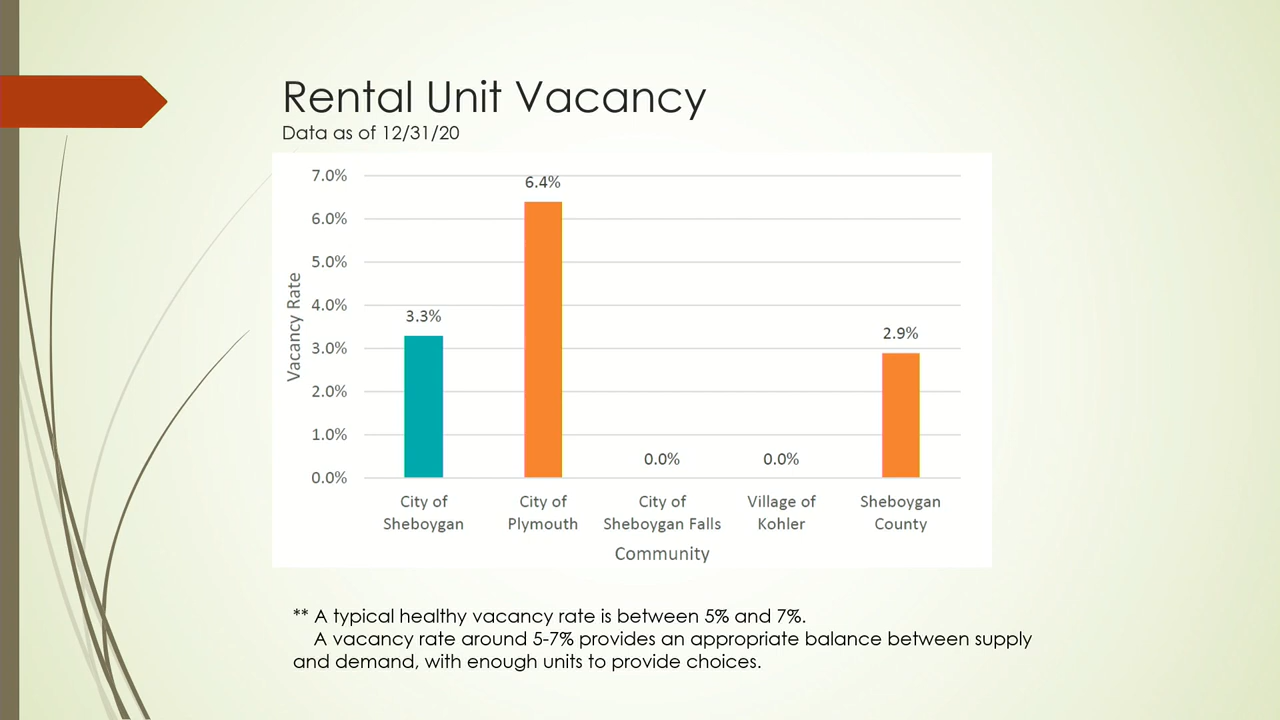 Rental Unit Vacancy
Data as of 12/31/20
7.0%
6.0%
5.0%
4.0%
3.0%
2.0%
1.0%
0.0%
Vacancy Rate
3.3%
6.4%
0.0%
0.0%
2.9%
City of
Sheboygan
City of
Plymouth
City of
Sheboygan Falls
Village of
Kohler
Sheboygan
County
Community
** A typical healthy vacancy rate is between 5% and 7%.
A vacancy rate around 5-7% provides an appropriate balance between supply
and demand, with enough units to provide choices.